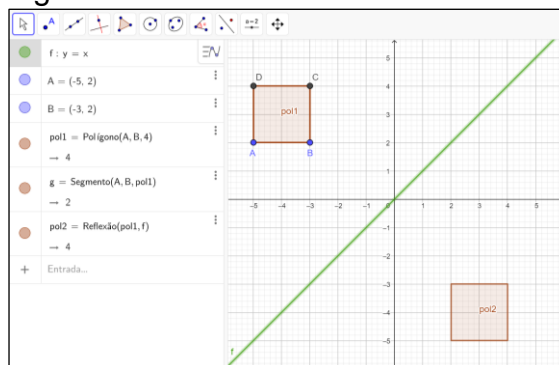 A
a=2
f : y = x
A = (-5, 2)
B = (-3, 2)
pol1 = Polígono(A, B, 4)
→ 4
g = Segmento(A, B, pol1)
→ 2
pol2 = Reflexão(pol1, f)
→ 4
+ Entrada...
5
4
3
2
1
0
-1
-2
-3
-4
-5
-5 -4 -3 -2 -1 1 2 3 4 5
D C
pol1
A B
pol2
f